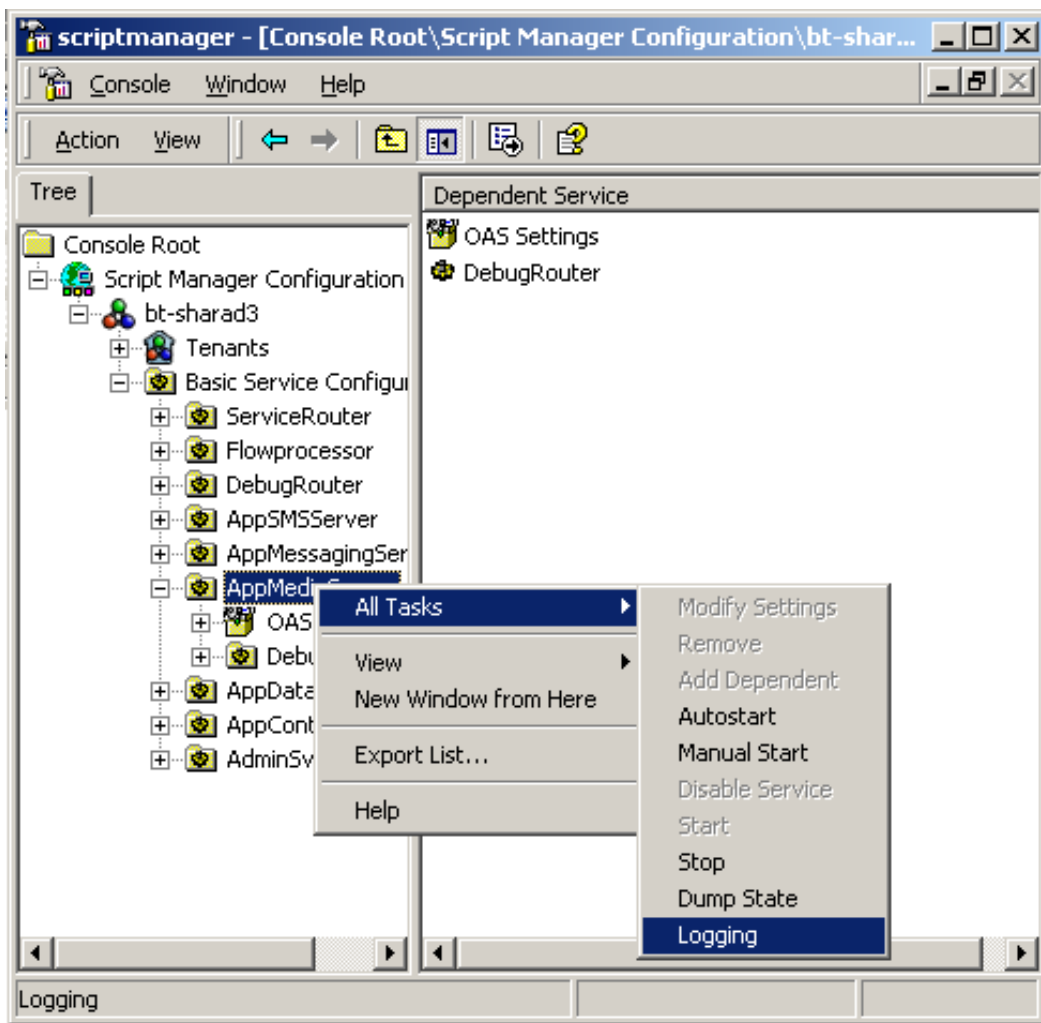 scriptmanager - [Console Root\Script Manager Configuration\bt-shar...
Console Window Help
Action View
Tree
Dependent Service
Console Root
OAS Settings
Script Manager Configuration
DebugRouter
bt-sharad3
Tenants
Basic Service Configu
ServiceRouter
Flowprocessor
DebugRouter
AppSMSServer
AppMessagingSer
AppMedi
OAS
Debu
AppData
AppCont
AdminSv
All Tasks
View
New Window from Here
Export List...
Help
Modify Settings
Remove
Add Dependent
Autostart
Manual Start
Disable Service
Start
Stop
Dump State
Logging
Logging